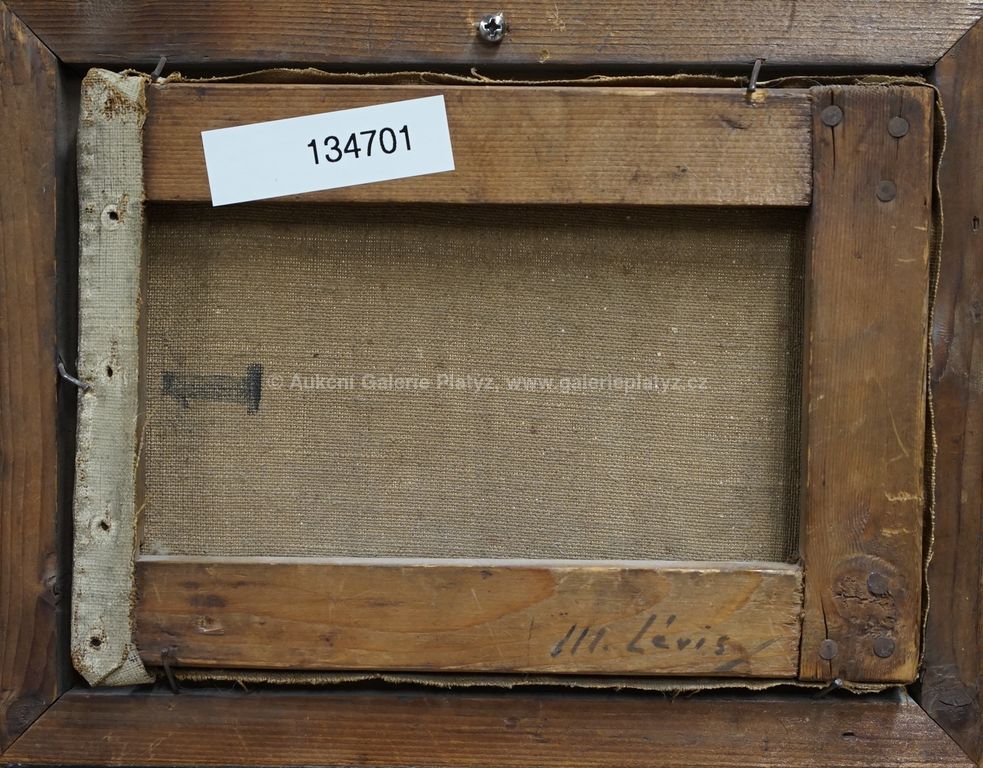 134701
© Aukční Galerie Platýz, www.galerieplatyz.cz
M. Lévis